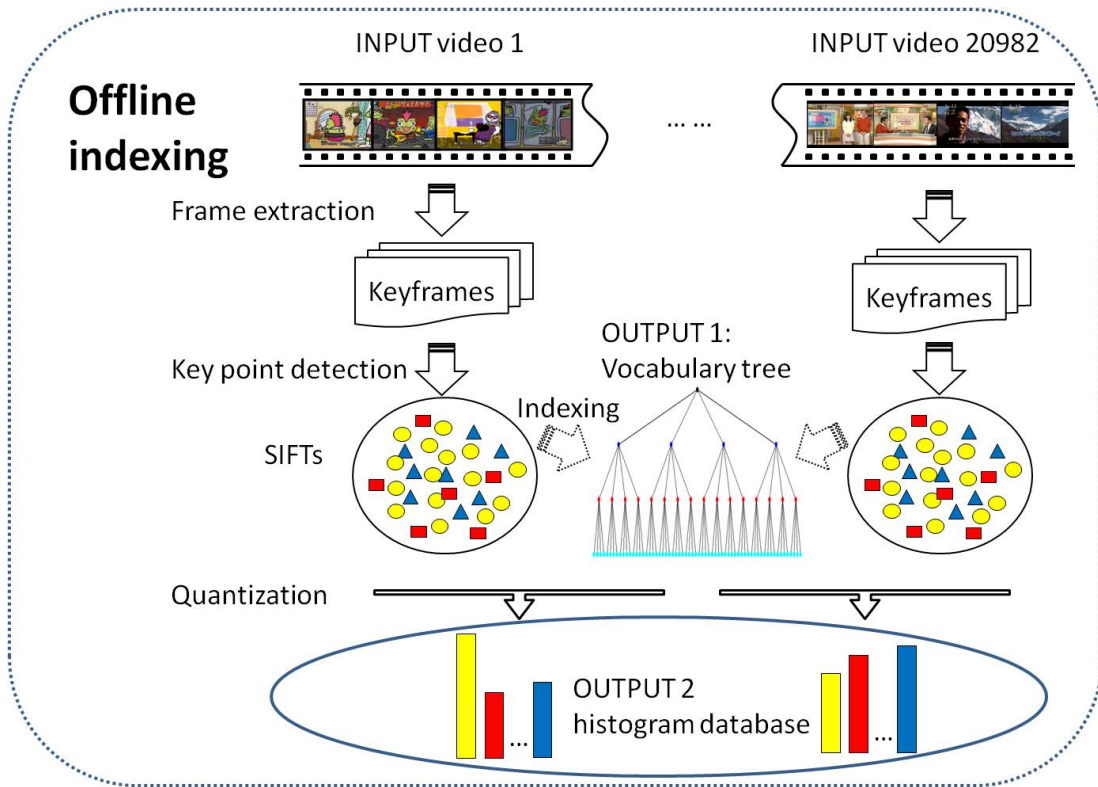 INPUT video 1
INPUT video 20982
Offline
indexing
... ...
Frame extraction
Keyframes
Keyframes
OUTPUT 1:
Vocabulary tree
Key point detection
Indexing
SIFTs
Quantization
OUTPUT 2
histogram database
...
...